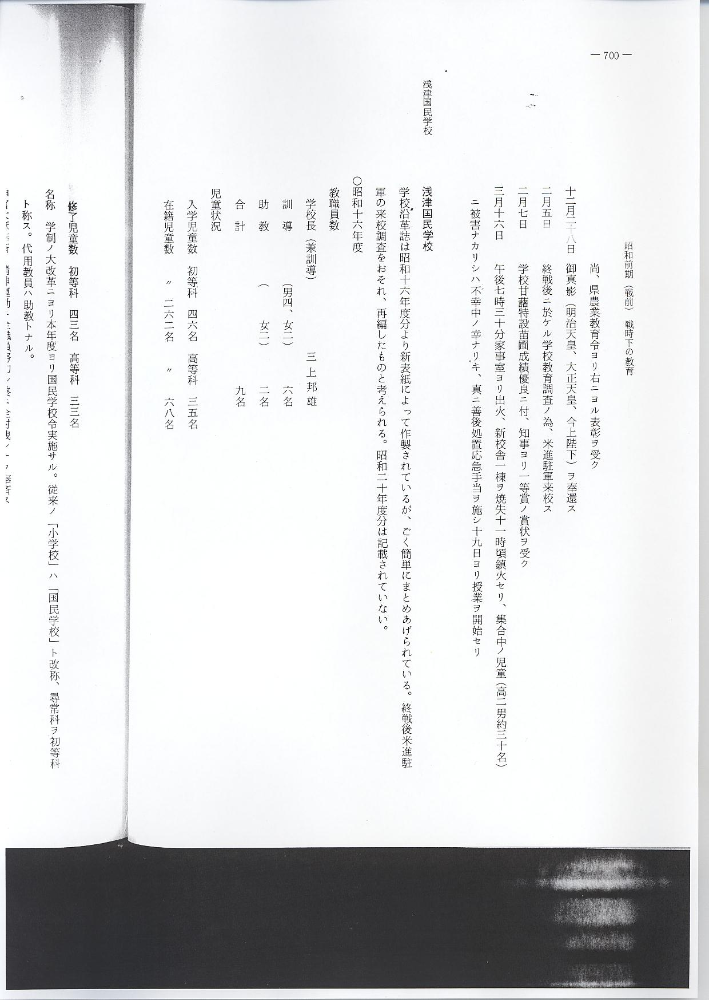 ― 700 ―
昭和前期（戦前）　戦時下の教育
尚、県農業教育令ヨリ右ニヨル表彰ヲ受ク
十二月二十八日　御真影（明治天皇、大正天皇、今上陛下）ヲ奉還ス
二月五日　終戦後ニ於ケル学校教育調査ノ為、米進駐軍来校ス
二月七日　学校甘藷特設苗圃成績優良ニ付、知事ヨリ一等賞ノ賞状ヲ受ク
三月十六日　午後七時三十分家事室ヨリ出火、新校舎一棟ヲ焼失十一時頃鎮火セリ、集合中ノ児童（高二男約三十名）
ニ被害ナカリシハ不幸中ノ幸ナリキ、真ニ善後処置応急手当ヲ施シ十九日ヨリ授業ヲ開始セリ
浅津国民学校
浅津国民学校
学校沿革誌は昭和十六年度分より新表紙によって作製されているが、ごく簡単にまとめあげられている。終戦後米進駐
軍の来校調査をおそれ、再編したものと考えられる。昭和二十年度分は記載されていない。
〇昭和十六年度
教職員数
学校長（兼訓導）　三上邦雄
訓導　（男四、女二）　六名
助教　（　女二）　二名
合計　九名
児童状況
入学児童数　初等科　四六名　高等科　三五名
在籍児童数　〃　二六二名　〃　六八名
修了児童数　初等科　四三名　高等科　三三名
名称　学制ノ大改革ニヨリ本年度ヨリ国民学校令実施サル。従来ノ「小学校」ハ「国民学校」ト改称、尋常科ヲ初等科
ト称ス。代用教員ハ助教トナル。